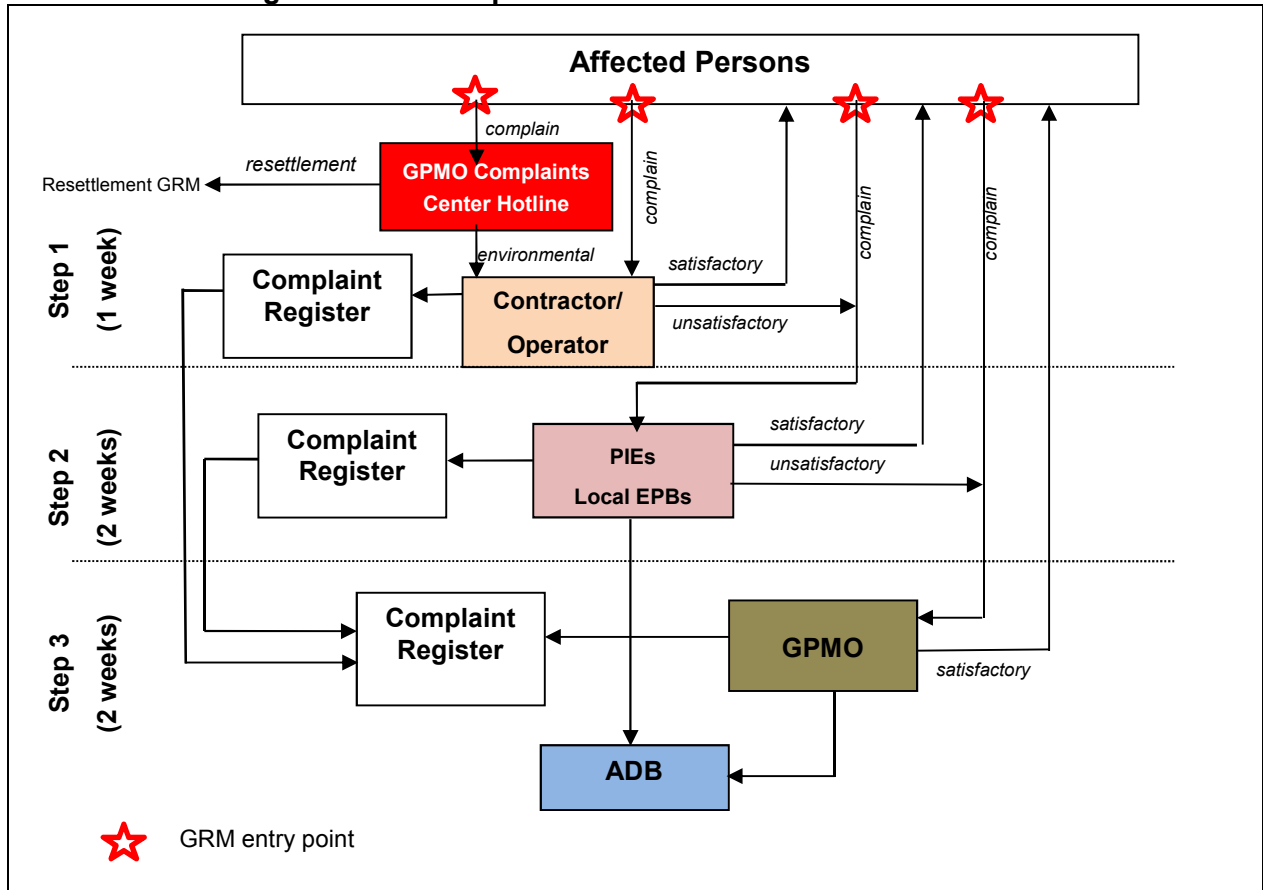 Affected Persons
complain
complain
complain
complain
resettlement
Resettlement GRM
GPMO Complaints
Center Hotline
environmental
Step 1
(1 week)
Complaint
Register
Contractor/
Operator
satisfactory
unsatisfactory
Step 2
(2 weeks)
Complaint
Register
PIEs
Local EPBs
satisfactory
unsatisfactory
Step 3
(2 weeks)
Complaint
Register
GPMO
satisfactory
ADB
GRM entry point